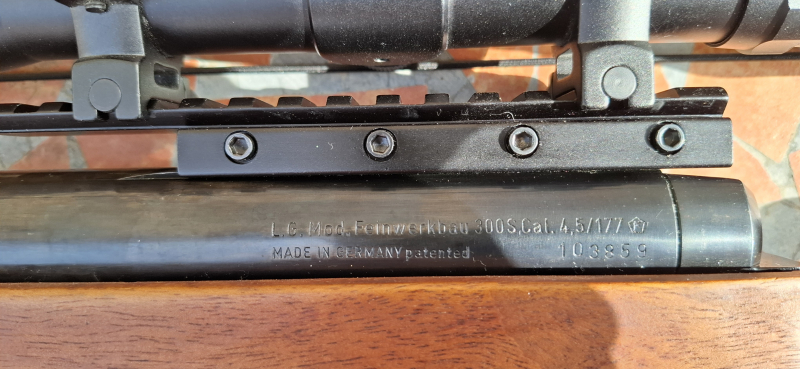 L.G. Mod. Feinwerkbau 300S, Cal. 4,5/177
MADE IN GERMANY patented
103859